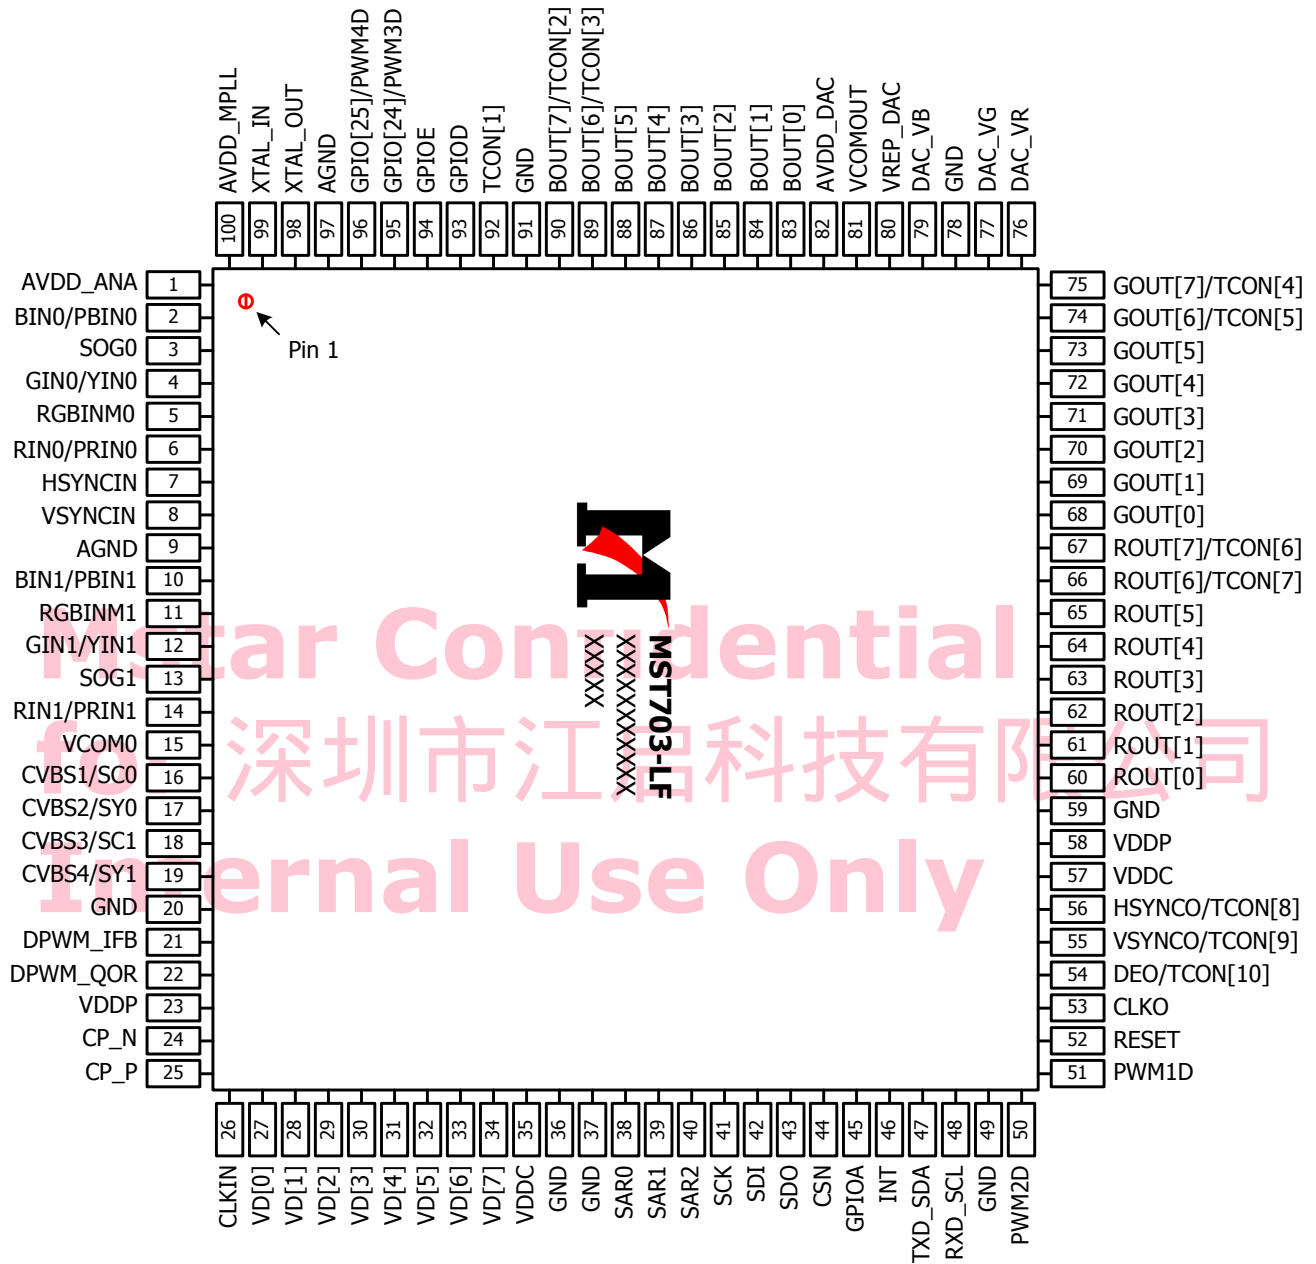 AVDD_MPLL
XTAL_IN
XTAL_OUT
AGND
GPIO[25]/PWM4D
GPIO[24]/PWM3D
GPIOE
GPIOD
TCON[1]
GND
BOUT[7]/TCON[2]
BOUT[6]/TCON[3]
BOUT[5]
BOUT[4]
BOUT[3]
BOUT[2]
BOUT[1]
BOUT[0]
AVDD_DAC
VCOMOUT
VREP_DAC
DAC_VB
GND
DAC_VG
DAC_VR
100
99
98
97
96
95
94
93
92
91
90
89
88
87
86
85
84
83
82
81
80
79
78
77
76
AVDD_ANA 1
BIN0/PBIN0 2
SOG0 3
GIN0/YIN0 4
RGBINM0 5
RIN0/PRIN0 6
HSYNCIN 7
VSYNCIN 8
AGND 9
BIN1/PBIN1 10
RGBINM1 11
GIN1/YIN1 12
SOG1 13
RIN1/PRIN1 14
VCOM0 15
CVBS1/SC0 16
CVBS2/SY0 17
CVBS3/SC1 18
CVBS4/SY1 19
GND 20
DPWM_IFB 21
DPWM_QOR 22
VDDP 23
CP_N 24
CP_P 25
Pin 1
MST703-LF
XXXXXXXXXXX
XXXXX
Mstar Confidential
for 深圳市江启科技有限公司
Internal Use Only
75 GOUT[7]/TCON[4]
74 GOUT[6]/TCON[5]
73 GOUT[5]
72 GOUT[4]
71 GOUT[3]
70 GOUT[2]
69 GOUT[1]
68 GOUT[0]
67 ROUT[7]/TCON[6]
66 ROUT[6]/TCON[7]
65 ROUT[5]
64 ROUT[4]
63 ROUT[3]
62 ROUT[2]
61 ROUT[1]
60 ROUT[0]
59 GND
58 VDDP
57 VDDC
56 HSYNCO/TCON[8]
55 VSYNCO/TCON[9]
54 DEO/TCON[10]
53 CLKO
52 RESET
51 PWM1D
26
27
28
29
30
31
32
33
34
35
36
37
38
39
40
41
42
43
44
45
46
47
48
49
50
CLKIN
VD[0]
VD[1]
VD[2]
VD[3]
VD[4]
VD[5]
VD[6]
VD[7]
VDDC
GND
GND
SAR0
SAR1
SAR2
SCK
SDI
SDO
CSN
GPIOA
INT
TXD_SDA
RXD_SCL
GND
PWM2D